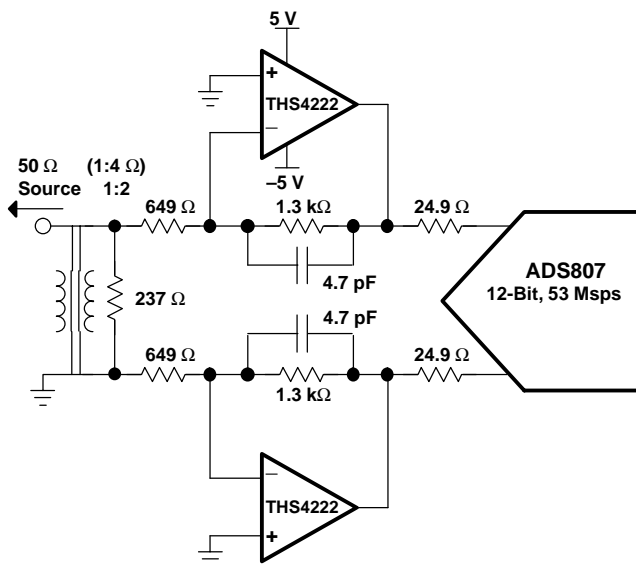 5 V
+
THS4222
−
−5 V
50 Ω
Source
(1:4 Ω)
1:2
649 Ω
1.3 kΩ
24.9 Ω
4.7 pF
237 Ω
ADS807
12-Bit, 53 Msps
4.7 pF
649 Ω
1.3 kΩ
24.9 Ω
−
THS4222
+